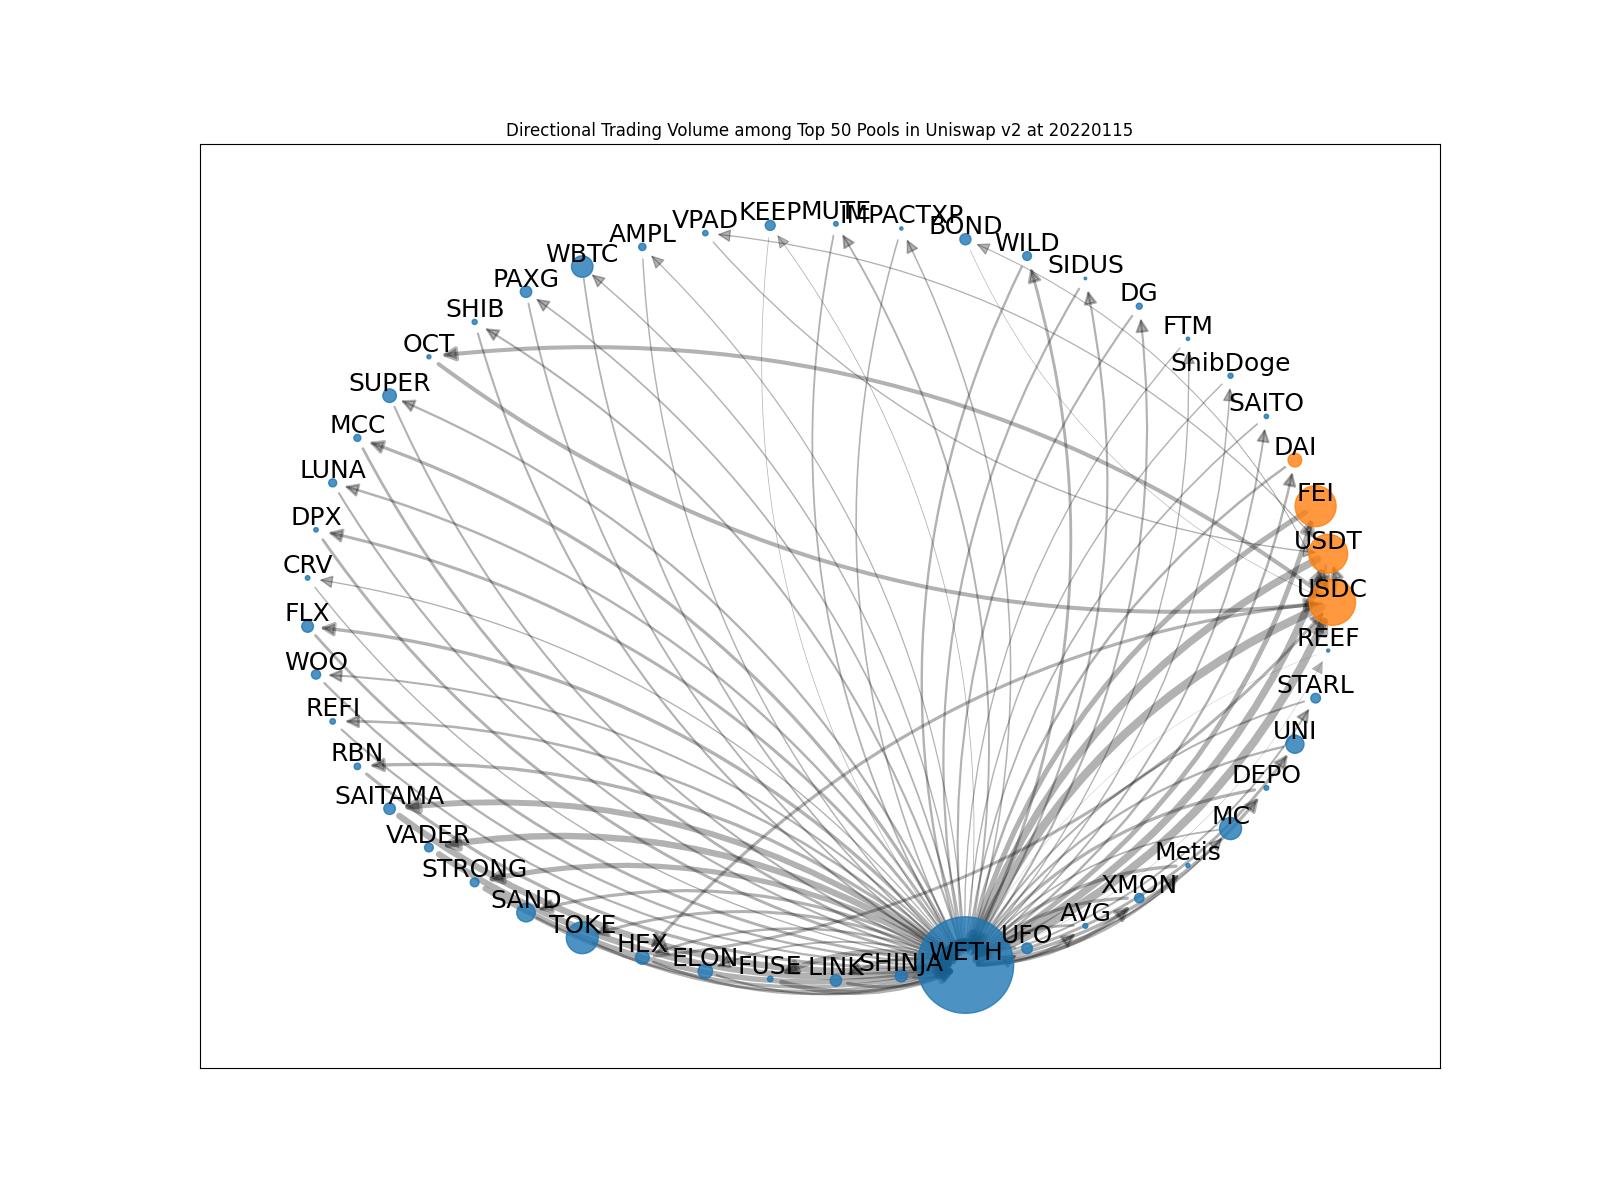 Directional Trading Volume among Top 50 Pools in Uniswap v2 at 20220115
KEEP
MUTE
IMPACTXP
VPAD
BOND
AMPL
WILD
WBTC
SIDUS
PAXG
DG
SHIB
FTM
OCT
ShibDoge
SUPER
SAITO
MCC
DAI
LUNA
FEI
DPX
USDT
CRV
USDC
FLX
REEF
WOO
STARL
REFI
UNI
RBN
DEPO
SAITAMA
MC
VADER
Metis
STRONG
XMON
SAND
AVG
TOKE
UFO
HEX
WETH
ELON
FUSE
LINK
SHINJA